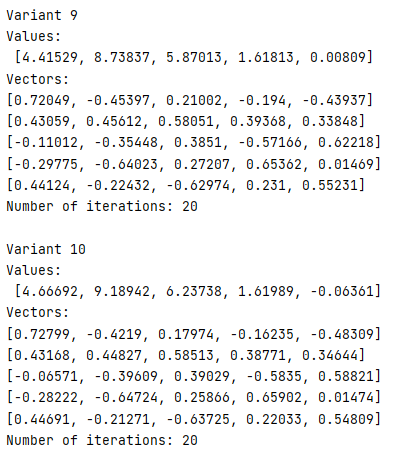 Variant 9
Values:
[4.41529, 8.73837, 5.87013, 1.61813, 0.00809]
Vectors:
[0.72049, -0.45397, 0.21002, -0.194, -0.43937]
[0.43059, 0.45612, 0.58051, 0.39368, 0.33848]
[-0.11012, -0.35448, 0.3851, -0.57166, 0.62218]
[-0.29775, -0.64023, 0.27207, 0.65362, 0.01469]
[0.44124, -0.22432, -0.62974, 0.231, 0.55231]
Number of iterations: 20
Variant 10
Values:
[4.66692, 9.18942, 6.23738, 1.61989, -0.06361]
Vectors:
[0.72799, -0.4219, 0.17974, -0.16235, -0.48309]
[0.43168, 0.44827, 0.58513, 0.38771, 0.34644]
[-0.06571, -0.39609, 0.39029, -0.5835, 0.58821]
[-0.28222, -0.64724, 0.25866, 0.65902, 0.01474]
[0.44691, -0.21271, -0.63725, 0.22033, 0.54809]
Number of iterations: 20